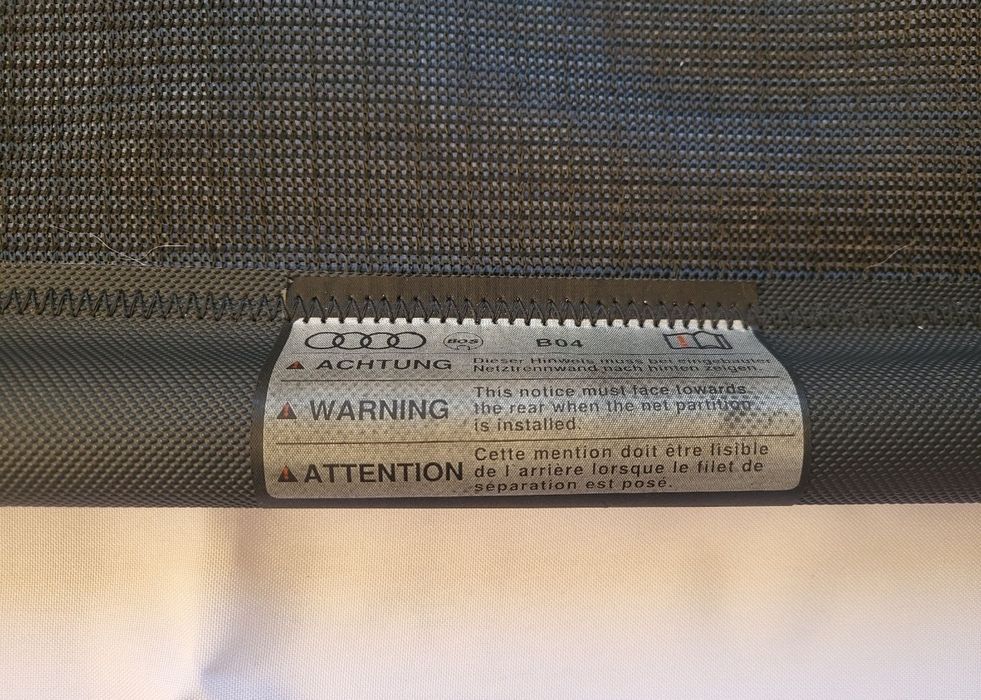 BOS B04
ACHTUNG Dieser Hinweis muss bei eingebauter
Netztrennwand nach hinten zeigen.
WARNING This notice must face towards
the rear when the net partition
is installed.
ATTENTION Cette mention doit être lisible
de l arrière lorsque le filet de
séparation est posé.